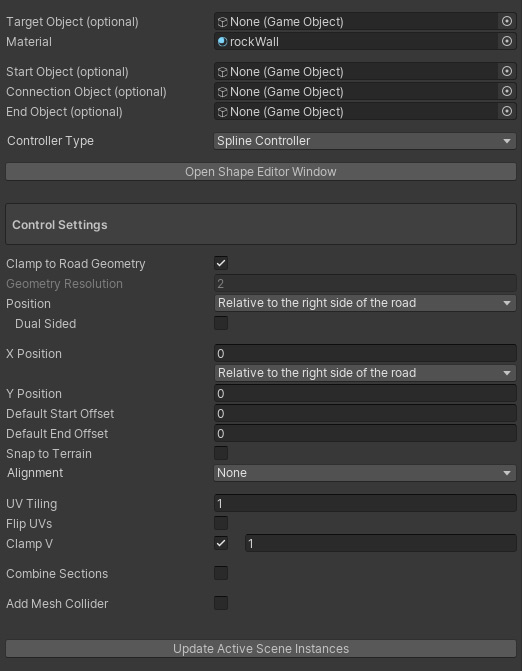 Target Object (optional) None (Game Object)
Material rockWall
Start Object (optional) None (Game Object)
Connection Object (optional) None (Game Object)
End Object (optional) None (Game Object)
Controller Type Spline Controller
Open Shape Editor Window
Control Settings
Clamp to Road Geometry
Geometry Resolution 2
Position Relative to the right side of the road
Dual Sided
X Position 0
Relative to the right side of the road
Y Position 0
Default Start Offset 0
Default End Offset 0
Snap to Terrain
Alignment None
UV Tiling 1
Flip UVs
Clamp V 1
Combine Sections
Add Mesh Collider
Update Active Scene Instances